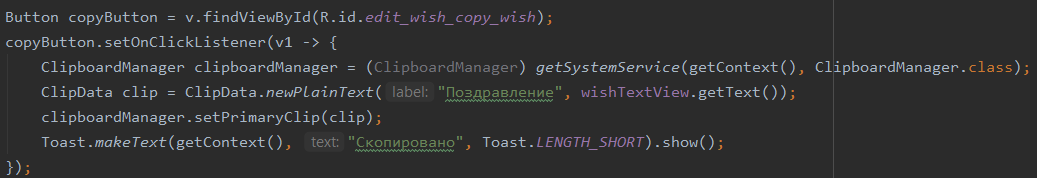 Button copyButton = v.findViewById(R.id.edit_wish_copy_wish);
copyButton.setOnClickListener(v1 -> {
ClipboardManager clipboardManager = (ClipboardManager) getSystemService(getContext(), ClipboardManager.class);
ClipData clip = ClipData.newPlainText( label: "Поздравление", wishTextView.getText());
clipboardManager.setPrimaryClip(clip);
Toast.makeText(getContext(), text: "Скопировано", Toast.LENGTH_SHORT).show();
});